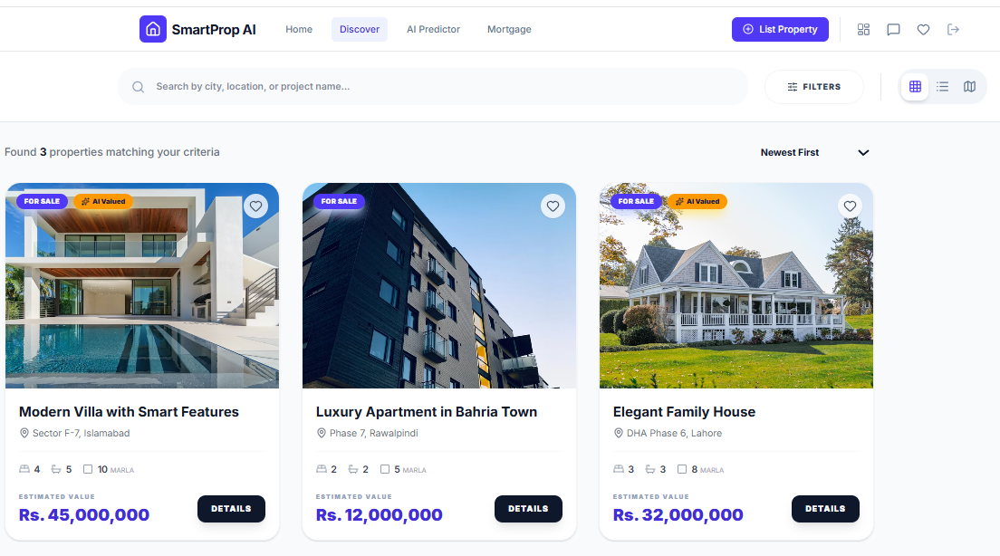 SmartProp AI Home Discover AI Predictor Mortgage List Property
Search by city, location, or project name... FILTERS
Found 3 properties matching your criteria Newest First
FOR SALE AI Valued
FOR SALE
FOR SALE AI Valued
Modern Villa with Smart Features
Sector F-7, Islamabad
4 5 10 MARLA
ESTIMATED VALUE
Rs. 45,000,000
DETAILS
Luxury Apartment in Bahria Town
Phase 7, Rawalpindi
2 2 5 MARLA
ESTIMATED VALUE
Rs. 12,000,000
DETAILS
Elegant Family House
DHA Phase 6, Lahore
3 3 8 MARLA
ESTIMATED VALUE
Rs. 32,000,000
DETAILS